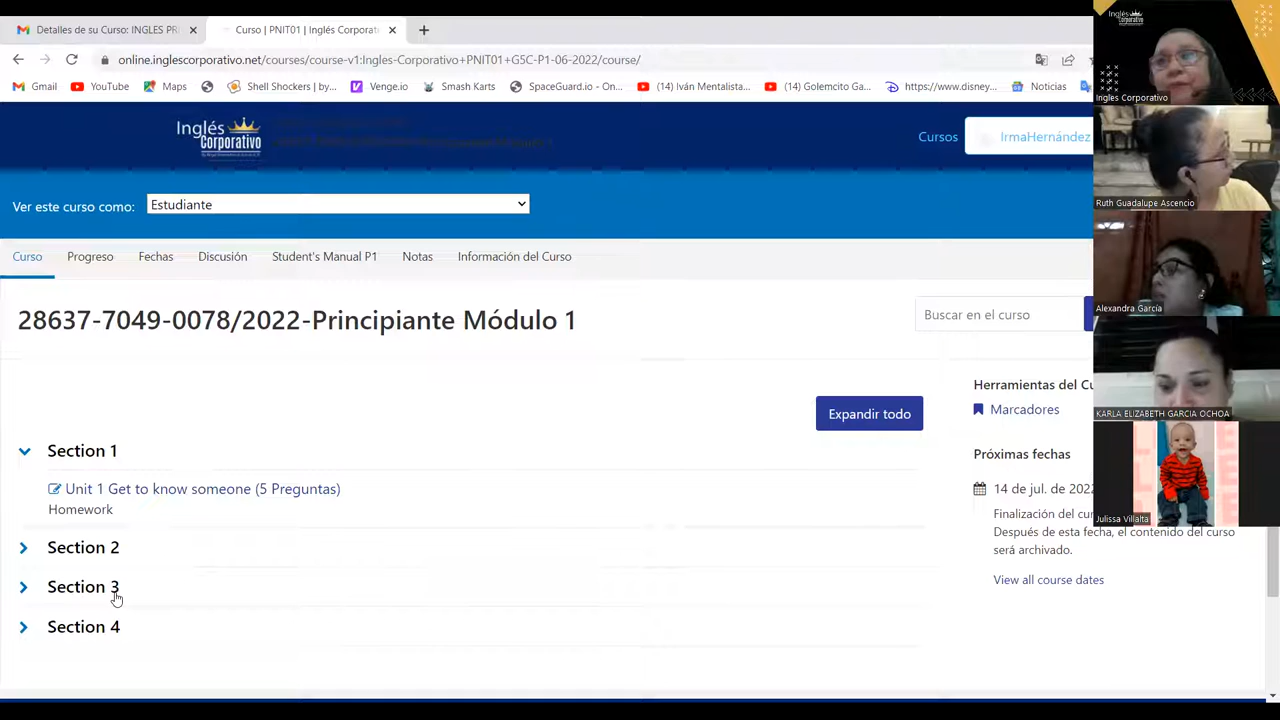 Detalles de su Curso: INGLES PR
Curso | PNIT01 | Inglés Corporat
online.inglescorporativo.net/courses/course-v1:Ingles-Corporativo+PNIT01+G5C-P1-06-2022/course/
Gmail
YouTube
Maps
Shell Shockers | by...
Venge.io
Smash Karts
SpaceGuard.io - On...
(14) Iván Mentalista...
(14) Golemcito Ga...
https://www.disney...
Noticias
Inglés
Corporativo
Cursos
IrmaHernández
Ver este curso como:
Estudiante
Curso
Progreso
Fechas
Discusión
Student's Manual P1
Notas
Información del Curso
28637-7049-0078/2022-Principiante Módulo 1
Buscar en el curso
Expandir todo
Section 1
Unit 1 Get to know someone (5 Preguntas)
Homework
Section 2
Section 3
Section 4
Herramientas del Cu
Marcadores
Próximas fechas
14 de jul. de 2022
Finalización del cur
Después de esta fecha, el contenido del curso
será archivado.
View all course dates
Inglés
Corporativo
Ingles Corporativo
Ruth Guadalupe Ascencio
Alexandra García
KARLA ELIZABETH GARCIA OCHOA
Julissa Villalta